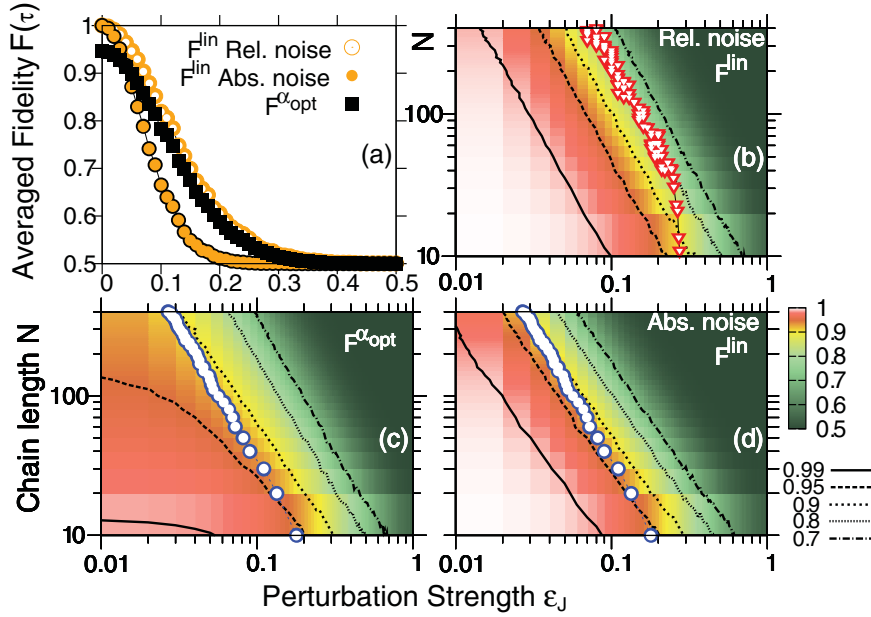 Averaged Fidelity F(τ)
1
0.9
0.8
0.7
0.6
0.5
F^lin Rel. noise
F^lin Abs. noise
F^αopt
(a)
0 0.1 0.2 0.3 0.4 0.5
N
100
10
Rel. noise
F^lin
(b)
0.01 0.1 1
Chain length N
100
10
F^αopt
(c)
0.01 0.1 1
Abs. noise
F^lin
(d)
100
10
0.01 0.1 1
1
0.9
0.8
0.7
0.6
0.5
0.99
0.95
0.9
0.8
0.7
Perturbation Strength ε_J